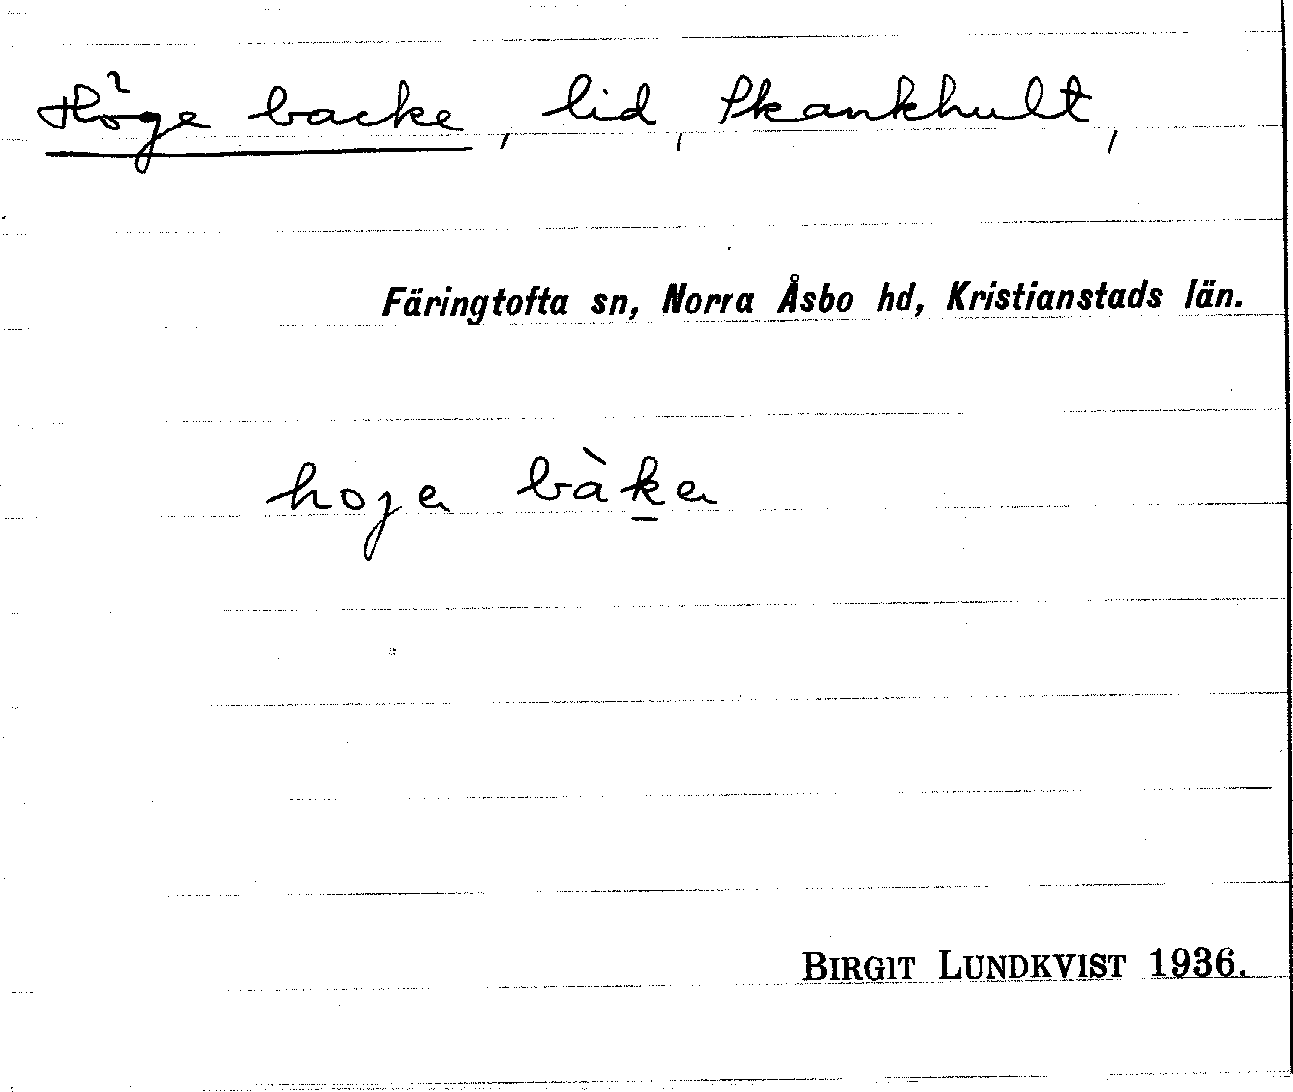 Höge backe, lid, Skankhult,
Färingtofta sn, Norra Åsbo hd, Kristianstads län.
hoja bàka
BIRGIT LUNDKVIST 1936.